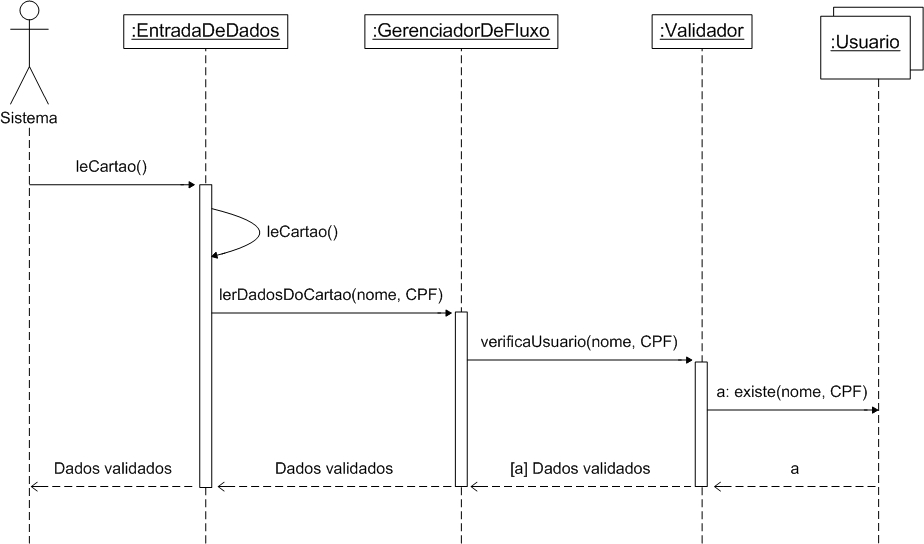 :EntradaDeDados
:GerenciadorDeFluxo
:Validador
:Usuario
Sistema
leCartao()
leCartao()
lerDadosDoCartao(nome, CPF)
verificaUsuario(nome, CPF)
a: existe(nome, CPF)
Dados validados
Dados validados
[a] Dados validados
a